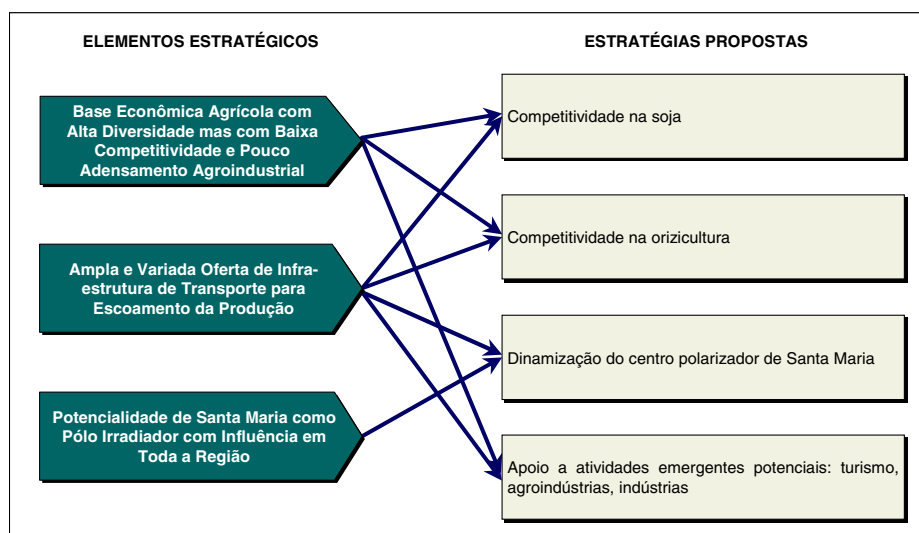 ELEMENTOS ESTRATÉGICOS
ESTRATÉGIAS PROPOSTAS
Base Econômica Agrícola com
Alta Diversidade mas com Baixa
Competitividade e Pouco
Adensamento Agroindustrial
Ampla e Variada Oferta de Infra-
estrutura de Transporte para
Escoamento da Produção
Potencialidade de Santa Maria como
Pólo Irradiador com Influência em
Toda a Região
Competitividade na soja
Competitividade na orizicultura
Dinamização do centro polarizador de Santa Maria
Apoio a atividades emergentes potenciais: turismo,
agroindústrias, indústrias